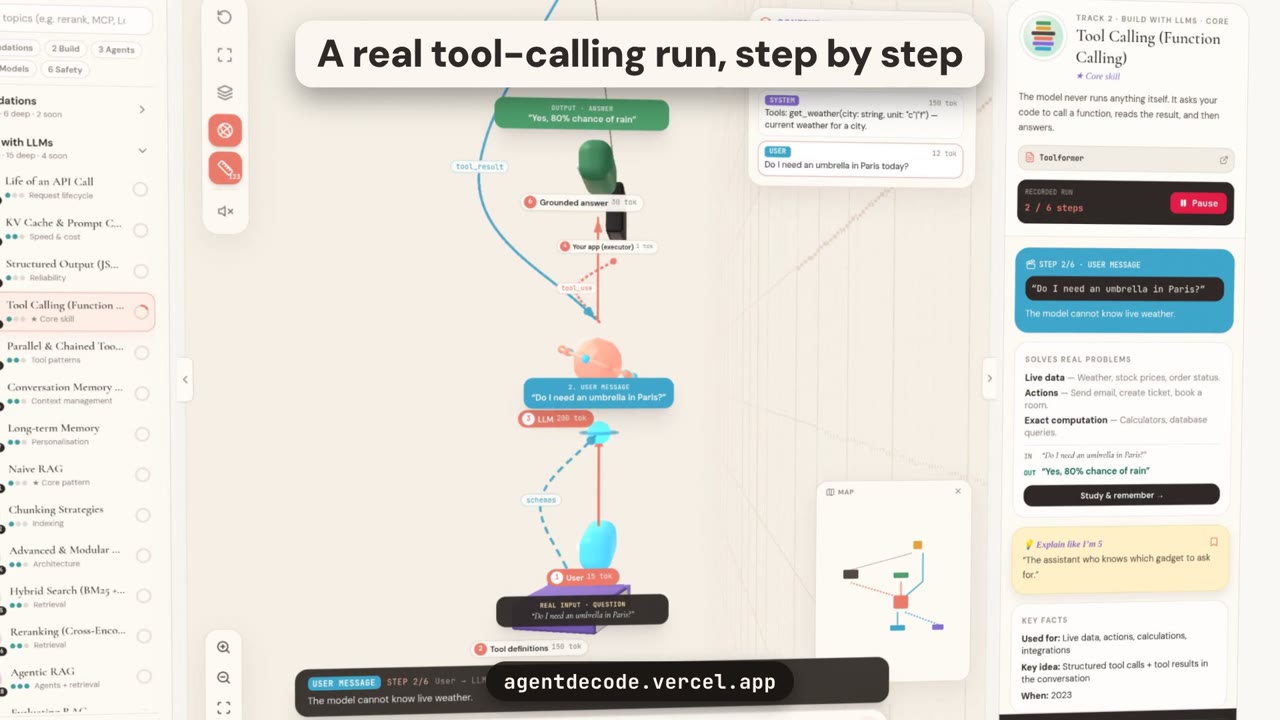 A real tool-calling run, step by step
topics (e.g. rerank, MCP, L
dations
2 Build
3 Agents
Models
6 Safety
dations
6 deep · 2 soon
with LLMs
15 deep · 4 soon
Life of an API Call
Request lifecycle
KV Cache & Prompt C...
Speed & cost
Structured Output (JS...
Reliability
Tool Calling (Function ...
★ Core skill
Parallel & Chained Too...
Tool patterns
Conversation Memory ...
Context management
Long-term Memory
Personalisation
Naive RAG
★ Core pattern
Chunking Strategies
Indexing
Advanced & Modular ...
Architecture
Hybrid Search (BM25 +...
Retrieval
Reranking (Cross-Enco...
Retrieval
Agentic RAG
Agents + retrieval
123
OUTPUT · ANSWER
"Yes, 80% chance of rain"
tool_result
6 Grounded answer 30 tok
4 Your app (executor) 1 tok
tool_use
2. USER MESSAGE
"Do I need an umbrella in Paris?"
3 LLM 200 tok
schemas
1 User 15 tok
REAL INPUT · QUESTION
"Do I need an umbrella in Paris?"
2 Tool definitions 150 tok
USER MESSAGE STEP 2/6 User → LLM
The model cannot know live weather.
agentdecode.vercel.app
SYSTEM 150 tok
Tools: get_weather(city: string, unit: "c"|"f") —
current weather for a city.
USER 12 tok
Do I need an umbrella in Paris today?
MAP
TRACK 2 · BUILD WITH LLMS · CORE
Tool Calling (Function
Calling)
★ Core skill
The model never runs anything itself. It asks your
code to call a function, reads the result, and then
answers.
Toolformer
RECORDED RUN
2 / 6 steps
Pause
STEP 2/6 · USER MESSAGE
"Do I need an umbrella in Paris?"
The model cannot know live weather.
SOLVES REAL PROBLEMS
Live data — Weather, stock prices, order status.
Actions — Send email, create ticket, book a
room.
Exact computation — Calculators, database
queries.
IN "Do I need an umbrella in Paris?"
OUT "Yes, 80% chance of rain"
Study & remember →
Explain like I'm 5
"The assistant who knows which gadget to ask
for."
KEY FACTS
Used for: Live data, actions, calculations,
integrations
Key idea: Structured tool calls + tool results in
the conversation
When: 2023